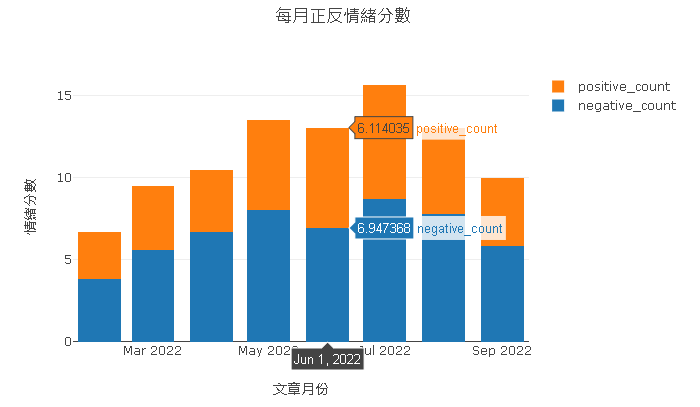 每月正反情緒分數
positive_count
negative_count
15
10
5
0
情緒分數
6.114035 positive_count
6.947368 negative_count
Mar 2022
May 2022
Jul 2022
Sep 2022
Jun 1, 2022
文章月份